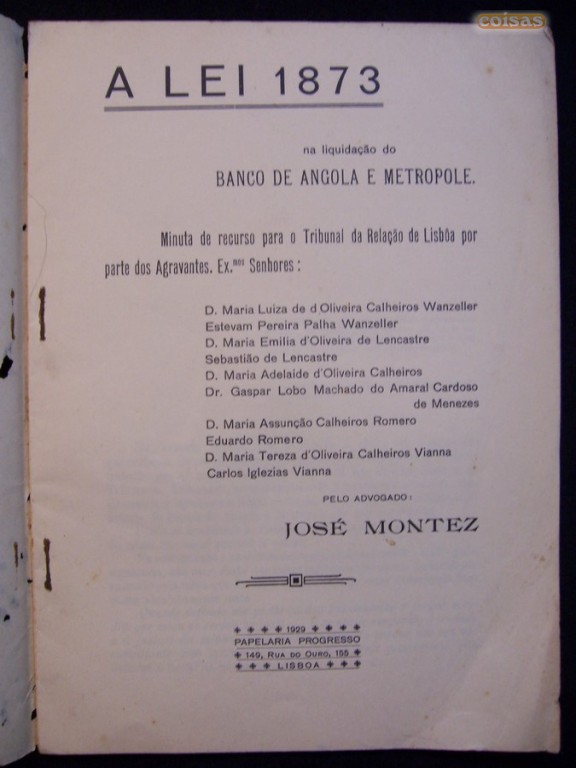 coisas
A LEI 1873
na liquidação do
BANCO DE ANGOLA E METROPOLE.
Minuta de recurso para o Tribunal da Relação de Lisbôa por
parte dos Agravantes. Ex.mos Senhores:
D. Maria Luiza de d'Oliveira Calheiros Wanzeller
Estevam Pereira Palha Wanzeller
D. Maria Emilia d'Oliveira de Lencastre
Sebastião de Lencastre
D. Maria Adelaide d'Oliveira Calheiros
Dr. Gaspar Lobo Machado do Amaral Cardoso
de Menezes
D. Maria Assunção Calheiros Romero
Eduardo Romero
D. Maria Tereza d'Oliveira Calheiros Vianna
Carlos Iglezias Vianna
PELO ADVOGADO:
JOSÉ MONTEZ
1929
PAPELARIA PROGRESSO
149, RUA DO OURO, 155
LISBOA